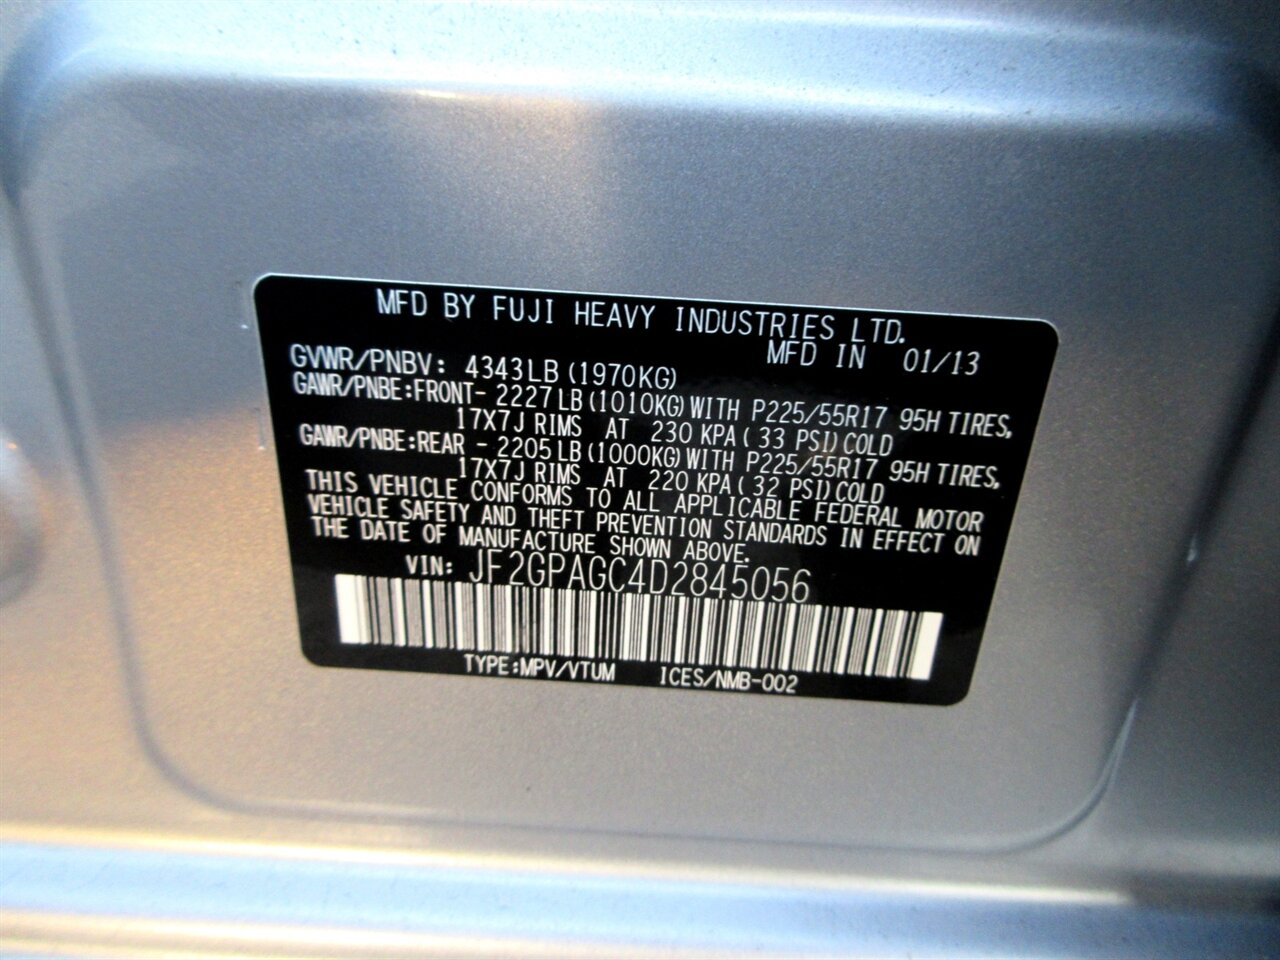 MFD BY FUJI HEAVY INDUSTRIES LTD.
MFD IN 01/13
GVWR/PNBV: 4343LB (1970KG)
GAWR/PNBE:FRONT- 2227LB (1010KG) WITH P225/55R17 95H TIRES,
17X7J RIMS AT 230 KPA( 33 PSI) COLD
GAWR/PNBE:REAR - 2205LB (1000KG) WITH P225/55R17 95H TIRES,
17X7J RIMS AT 220 KPA( 32 PSI) COLD
THIS VEHICLE CONFORMS TO ALL APPLICABLE FEDERAL MOTOR
VEHICLE SAFETY AND THEFT PREVENTION STANDARDS IN EFFECT ON
THE DATE OF MANUFACTURE SHOWN ABOVE.
VIN: JF2GPAGC4D2845056
TYPE:MPV/VTUM ICES/NMB-002